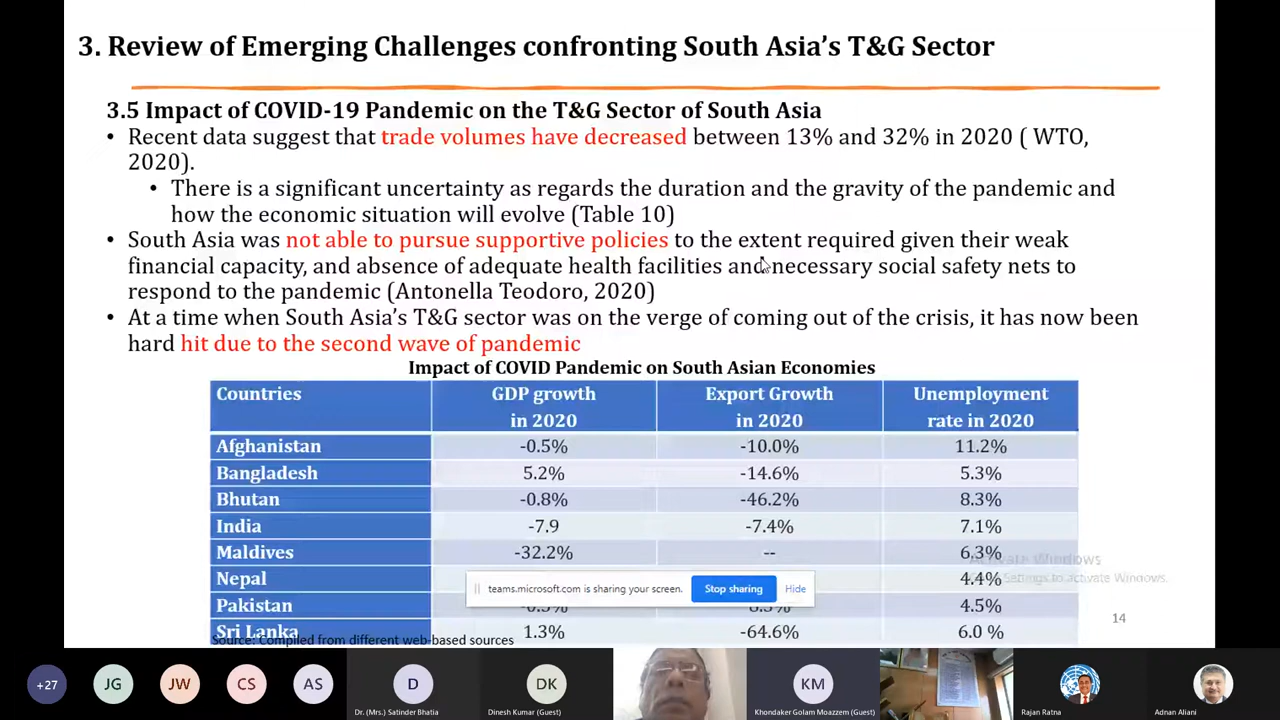 3. Review of Emerging Challenges confronting South Asia's T&G Sector
3.5 Impact of COVID-19 Pandemic on the T&G Sector of South Asia
• Recent data suggest that trade volumes have decreased between 13% and 32% in 2020 ( WTO,
2020).
• There is a significant uncertainty as regards the duration and the gravity of the pandemic and
how the economic situation will evolve (Table 10)
• South Asia was not able to pursue supportive policies to the extent required given their weak
financial capacity, and absence of adequate health facilities and necessary social safety nets to
respond to the pandemic (Antonella Teodoro, 2020)
• At a time when South Asia's T&G sector was on the verge of coming out of the crisis, it has now been
hard hit due to the second wave of pandemic
Impact of COVID Pandemic on South Asian Economies
Countries GDP growth in 2020 Export Growth in 2020 Unemployment rate in 2020
Afghanistan -0.5% -10.0% 11.2%
Bangladesh 5.2% -14.6% 5.3%
Bhutan -0.8% -46.2% 8.3%
India -7.9 -7.4% 7.1%
Maldives -32.2% -- 6.3%
Activate Windows
Nepal 4.4%
Settings to activate Windows.
teams.microsoft.com is sharing your screen. Stop sharing Hide
Pakistan 4.5%
14
Sri Lanka 1.3% -64.6% 6.0 %
Source: Compiled from different web-based sources
+27 JG JW CS AS D DK KM
Dr. (Mrs.) Satinder Bhatia Dinesh Kumar (Guest) Khondaker Golam Moazzem (Guest) Rajan Ratna Adnan Aliani